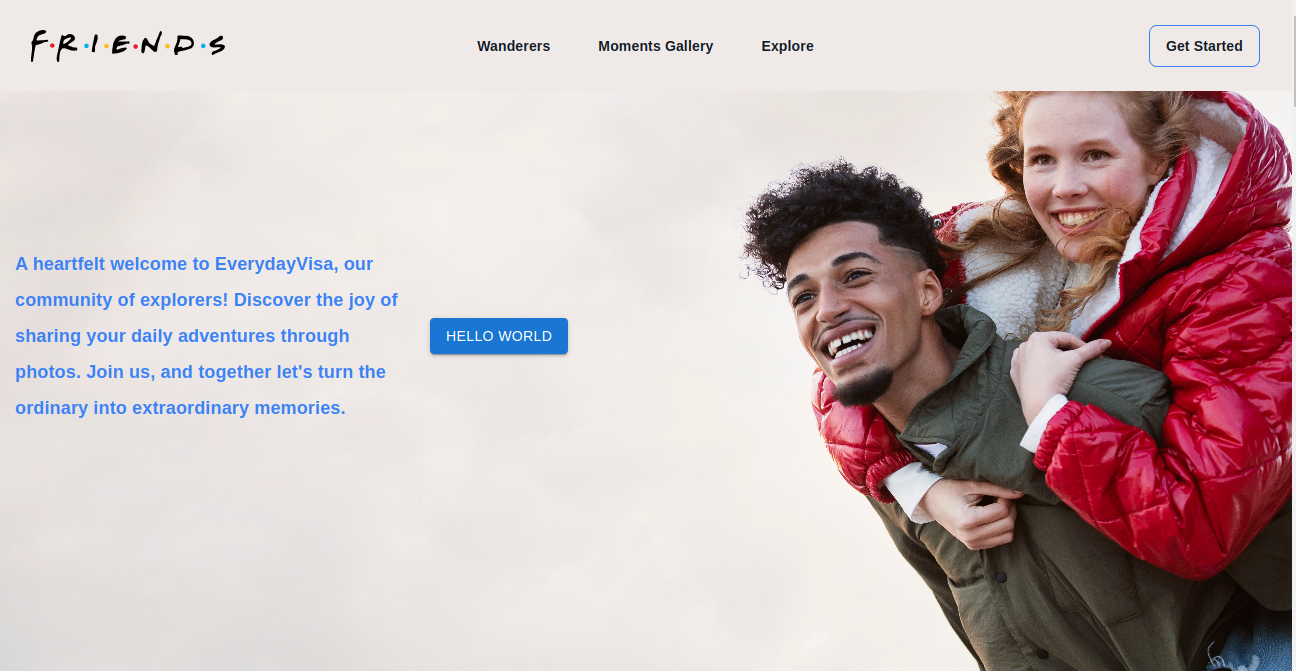 F·R·I·E·N·D·S
Wanderers
Moments Gallery
Explore
Get Started
A heartfelt welcome to EverydayVisa, our
community of explorers! Discover the joy of
sharing your daily adventures through
photos. Join us, and together let's turn the
ordinary into extraordinary memories.
HELLO WORLD